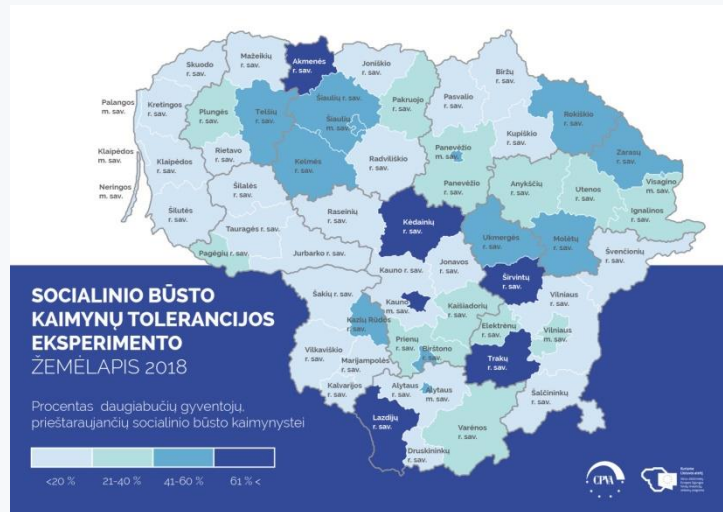 Skuodo
r. sav.
Mažeikių
r. sav.
Akmenės
r. sav.
Joniškio
r. sav.
Biržų
r. sav.
Palangos
m. sav.
Kretingos
r. sav.
Plungės
r. sav.
Telšių
r. sav.
Šiaulių r. sav.
Šiaulių
m. sav.
Pakruojo
r. sav.
Pasvalio
r. sav.
Rokiškio
r. sav.
Klaipėdos
m. sav.
Klaipėdos
r. sav.
Rietavo
r. sav.
Kelmės
r. sav.
Radviliškio
r. sav.
Panevėžio
m. sav.
Kupiškio
r. sav.
Zarasų
r. sav.
Neringos
m. sav.
Šilalės
r. sav.
Panevėžio
r. sav.
Anykščių
r. sav.
Utenos
r. sav.
Visagino
m. sav.
Ignalinos
r. sav.
Šilutės
r. sav.
Tauragės r. sav.
Raseinių
r. sav.
Kėdainių
r. sav.
Ukmergės
r. sav.
Molėtų
r. sav.
Švenčionių
r. sav.
Pagėgių r. sav.
Jurbarko r. sav.
Kauno r. sav.
Jonavos
r. sav.
Širvintų
r. sav.
Vilniaus
r. sav.
Šakių r. sav.
Kauno
m. sav.
Kaišiadorių
r. sav.
Kazlų Rūdos
r. sav.
Elektrėnų
r. sav.
Vilniaus
m. sav.
Vilkaviškio
r. sav.
Marijampolės
r. sav.
Prienų
r. sav.
Birštono
r. sav.
Trakų
r. sav.
Kalvarijos
r. sav.
Alytaus
r. sav.
Alytaus
m. sav.
Šalčininkų
r. sav.
Lazdijų
r. sav.
Varėnos
r. sav.
Druskininkų
r. sav.
SOCIALINIO BŪSTO
KAIMYNŲ TOLERANCIJOS
EKSPERIMENTO
ŽEMĖLAPIS 2018
Procentas daugiabučių gyventojų,
prieštaraujančių socialinio būsto kaimynystei
<20 %
21-40 %
41-60 %
61 % <
CPVA